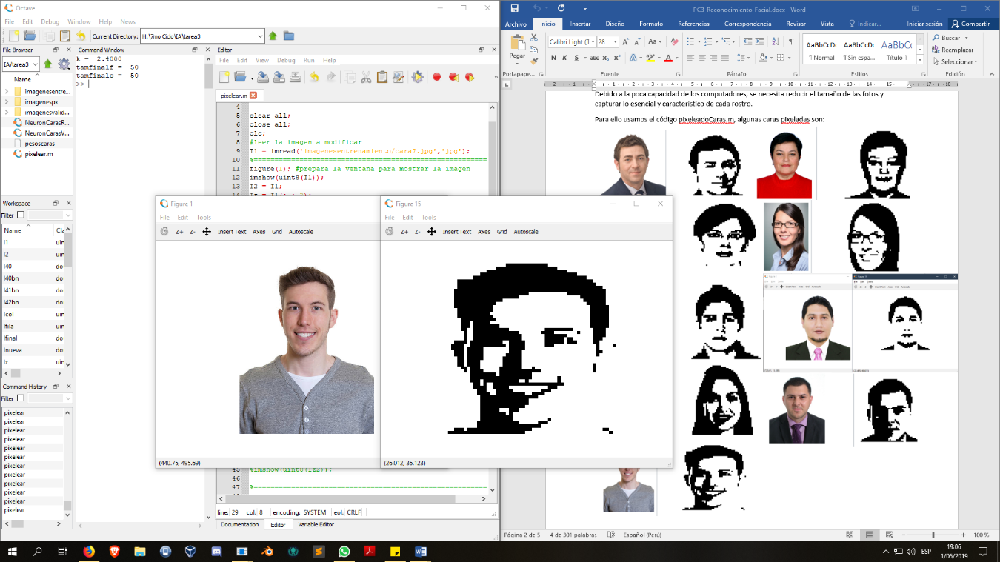 Octave
File Edit Debug Window Help News
Current Directory: H:\7mo Ciclo\IA\tarea3
File Browser
IA/tarea3
Name
imagenesentre...
imagenespx
imagenesvalid...
NeuronCarasR...
NeuronCarasV...
pesoscaras
pixelear.m
Workspace
Filter
Name Cla
I1 uir
I2 uir
I40 do
I40bn do
I41bn do
I42bn do
Icol uir
Ifila uir
Ifinal do
Inueva do
Iz uir
Command History
Filter
pixelear
pixelear
pixelear
pixelear
pixelear
pixelear
pixelear
pixelear
pixelear
pixelear
pixelear
pixelear
Command Window
k = 2.4000
tamfinalf = 50
tamfinalc = 50
>>
Editor
File Edit View Debug Run Help
pixelear.m
4
5 clear all;
6 close all;
7 clc;
8 #leer la imagen a modificar
9 I1 = imread('imagenesentrenamiento/cara7.jpg','jpg');
10 %====================================================
11 figure(1); #prepara la ventana para mostrar la imagen
12 imshow(uint8(I1));
13 I2 = I1;
14
45 %imshow(uint8(Iz2));
46
47 %====================================================
line: 29 col: 8 encoding: SYSTEM eol: CRLF
Documentation Editor Variable Editor
Figure 1
File Edit Tools
Z+ Z- Insert Text Axes Grid Autoscale
(440.75, 495.69)
Figure 15
File Edit Tools
Z+ Z- Insert Text Axes Grid Autoscale
(26.012, 36.123)
PC3-Reconocimiento_Facial.docx - Word
Archivo Inicio Insertar Diseño Formato Referencias Correspondencia Revisar Vista Indicar... Iniciar sesión Compartir
Pegar
Portapape...
Calibri Light (T 28
N K S abc x₂ x²
Fuente
Párrafo
AaBbCcDc AaBbCcDc AaBbCc
¶ Normal ¶ Sin espa... Título 1
Estilos
Buscar
Reemplazar
Seleccionar
Edición
Debido a la poca capacidad de los computadores, se necesita reducir el tamaño de las fotos y
capturar lo esencial y característico de cada rostro.
Para ello usamos el código pixeleadoCaras.m, algunas caras pixeladas son:
Página 2 de 5 4 de 301 palabras Español (Perú) 100 %
ESP
19:06
1/05/2019